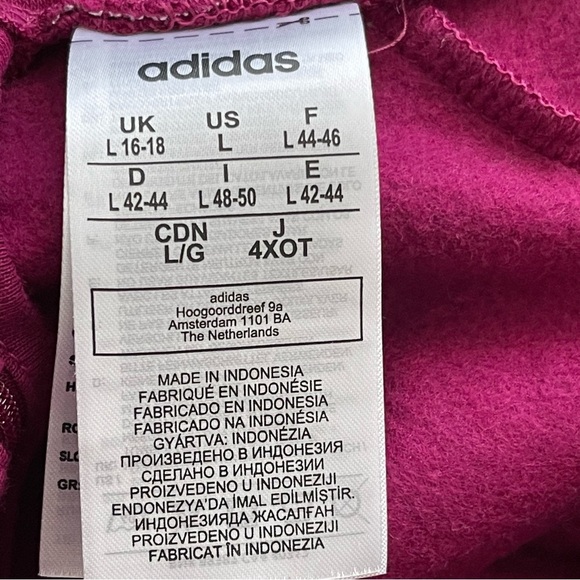 adidas
UK US F
L 16-18 L L 44-46
D I E
L 42-44 L 48-50 L 42-44
CDN J
L/G 4XOT
adidas
Hoogoorddreef 9a
Amsterdam 1101 BA
The Netherlands
MADE IN INDONESIA
FABRIQUÉ EN INDONÉSIE
FABRICADO EN INDONESIA
FABRICADO NA INDONÉSIA
GYÁRTVA: INDONÉZIA
ПРОИЗВЕДЕНО В ИНДОНЕЗИЯ
СДЕЛАНО В ИНДОНЕЗИИ
PROIZVEDENO U INDONEZIJI
ENDONEZYA'DA İMAL EDİLMİŞTİR.
ИНДОНЕЗИЯДА ЖАСАЛҒАН
PROIZVEDENO U INDONEZIJI
FABRICAT ÎN INDONEZIA